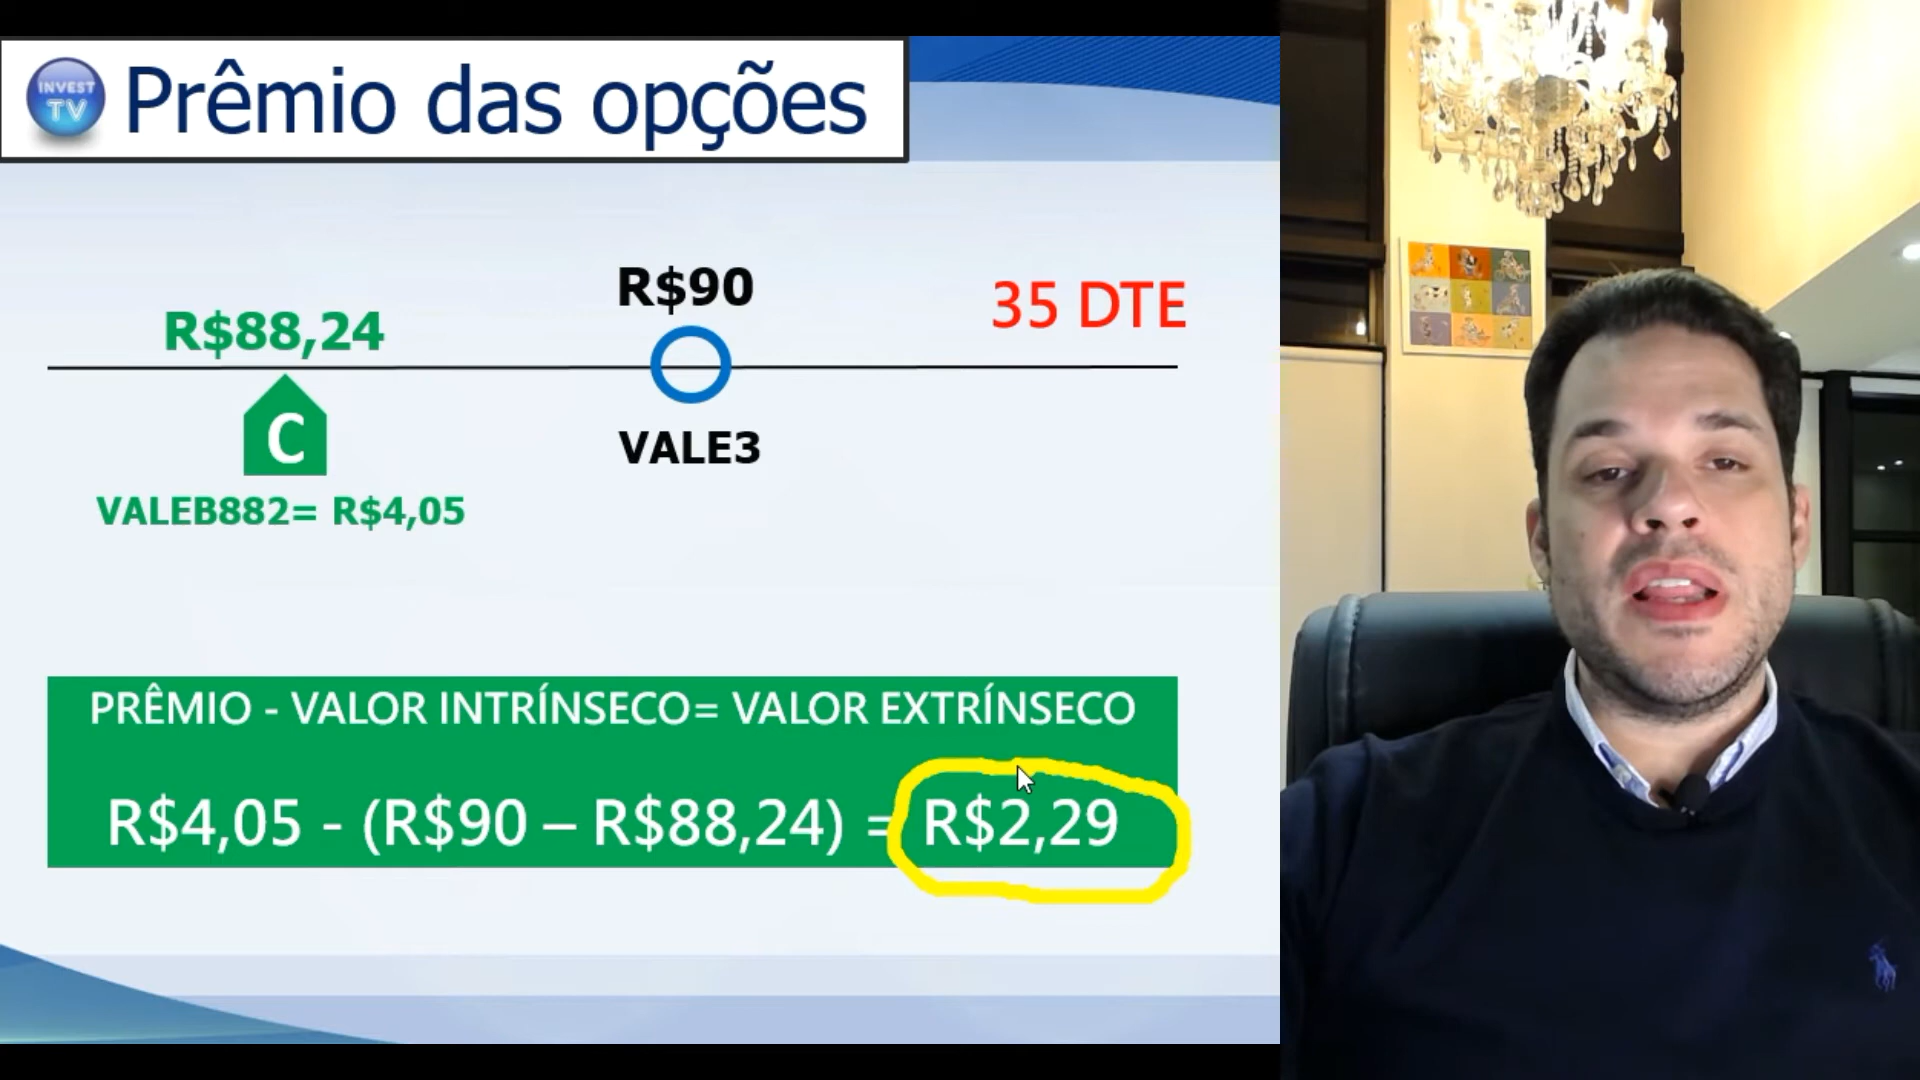 INVEST
TV
Prêmio das opções
R$90
35 DTE
R$88,24
C
VALE3
VALEB882= R$4,05
PRÊMIO - VALOR INTRÍNSECO= VALOR EXTRÍNSECO
R$4,05 - (R$90 – R$88,24) = R$2,29